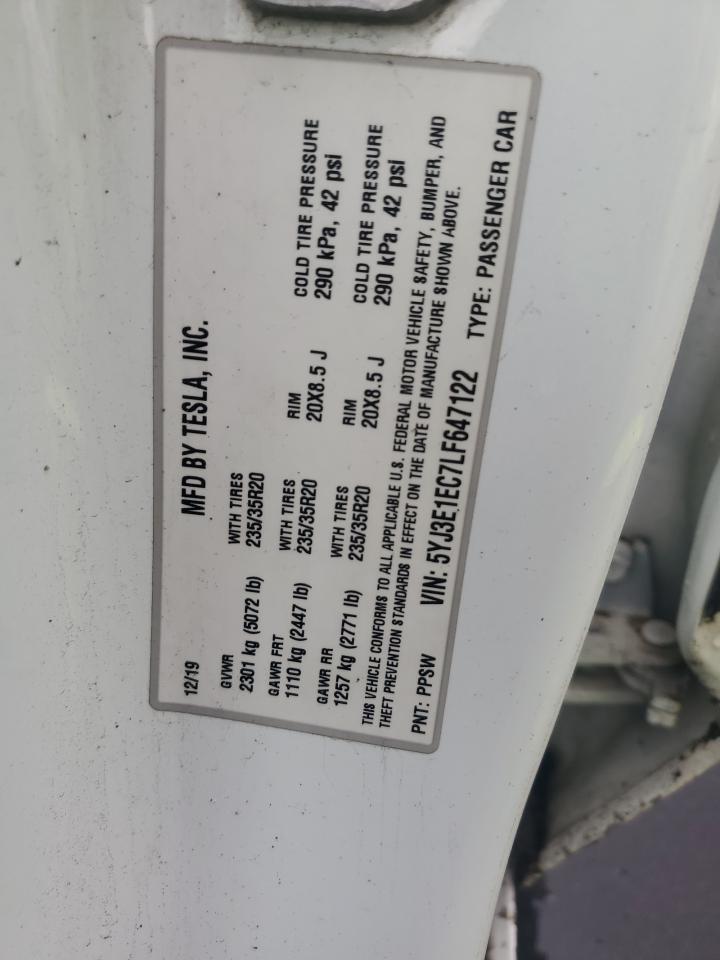 MFD BY TESLA, INC.
12/19
GVWR WITH TIRES
2301 kg (5072 lb) 235/35R20
GAWR FRT WITH TIRES RIM COLD TIRE PRESSURE
1110 kg (2447 lb) 235/35R20 20X8.5 J 290 kPa, 42 psi
GAWR RR WITH TIRES RIM COLD TIRE PRESSURE
1257 kg (2771 lb) 235/35R20 20X8.5 J 290 kPa, 42 psi
THIS VEHICLE CONFORMS TO ALL APPLICABLE U.S. FEDERAL MOTOR VEHICLE SAFETY, BUMPER, AND
THEFT PREVENTION STANDARDS IN EFFECT ON THE DATE OF MANUFACTURE SHOWN ABOVE.
PNT: PPSW VIN: 5YJ3E1EC7LF647122 TYPE: PASSENGER CAR